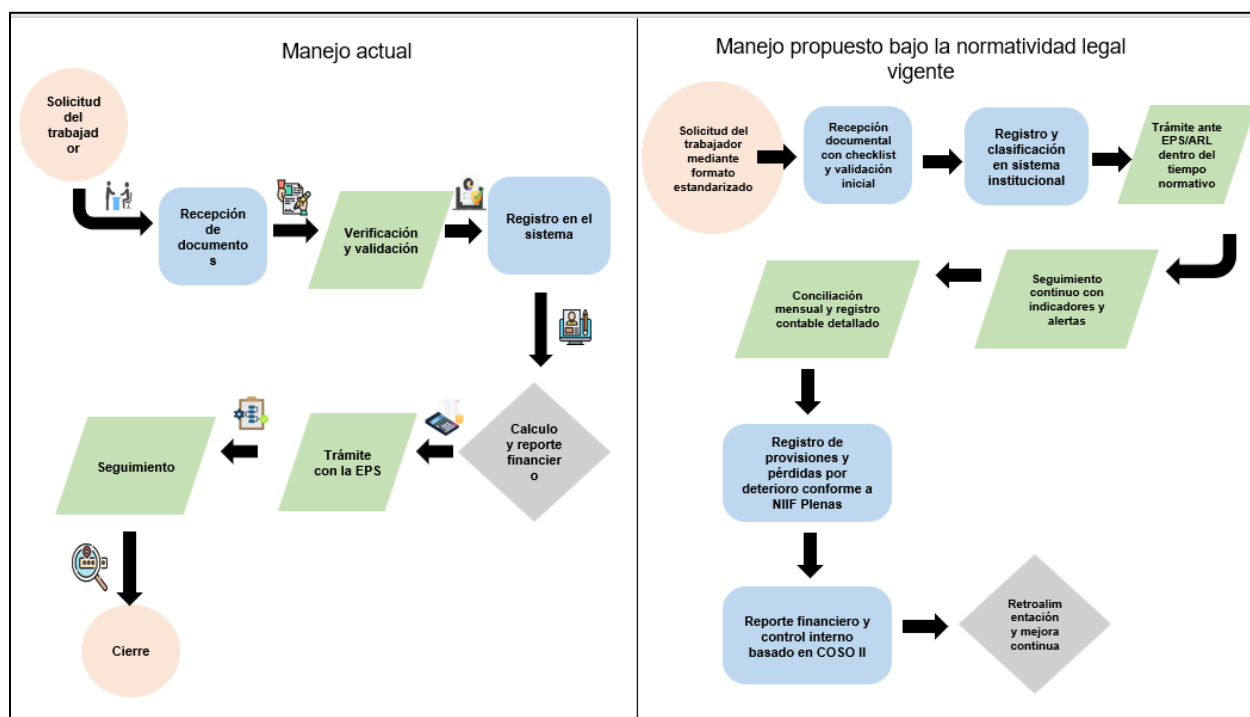 Manejo actual
Solicitud
del
trabajad
or
Recepción
de
documento
s
Verificación
y validación
Registro en el
sistema
Calculo
y reporte
financier
o
Trámite
con la EPS
Seguimiento
Cierre
Manejo propuesto bajo la normatividad legal
vigente
Solicitud del
trabajador
mediante
formato
estandarizado
Recepción
documental
con checklist
y validación
inicial
Registro y
clasificación
en sistema
institucional
Trámite ante
EPS/ARL
dentro del
tiempo
normativo
Seguimiento
continuo con
indicadores y
alertas
Conciliación
mensual y registro
contable detallado
Registro de
provisiones y
pérdidas por
deterioro conforme a
NIIF Plenas
Reporte financiero y
control interno
basado en COSO II
Retroalim
entación
y mejora
continua